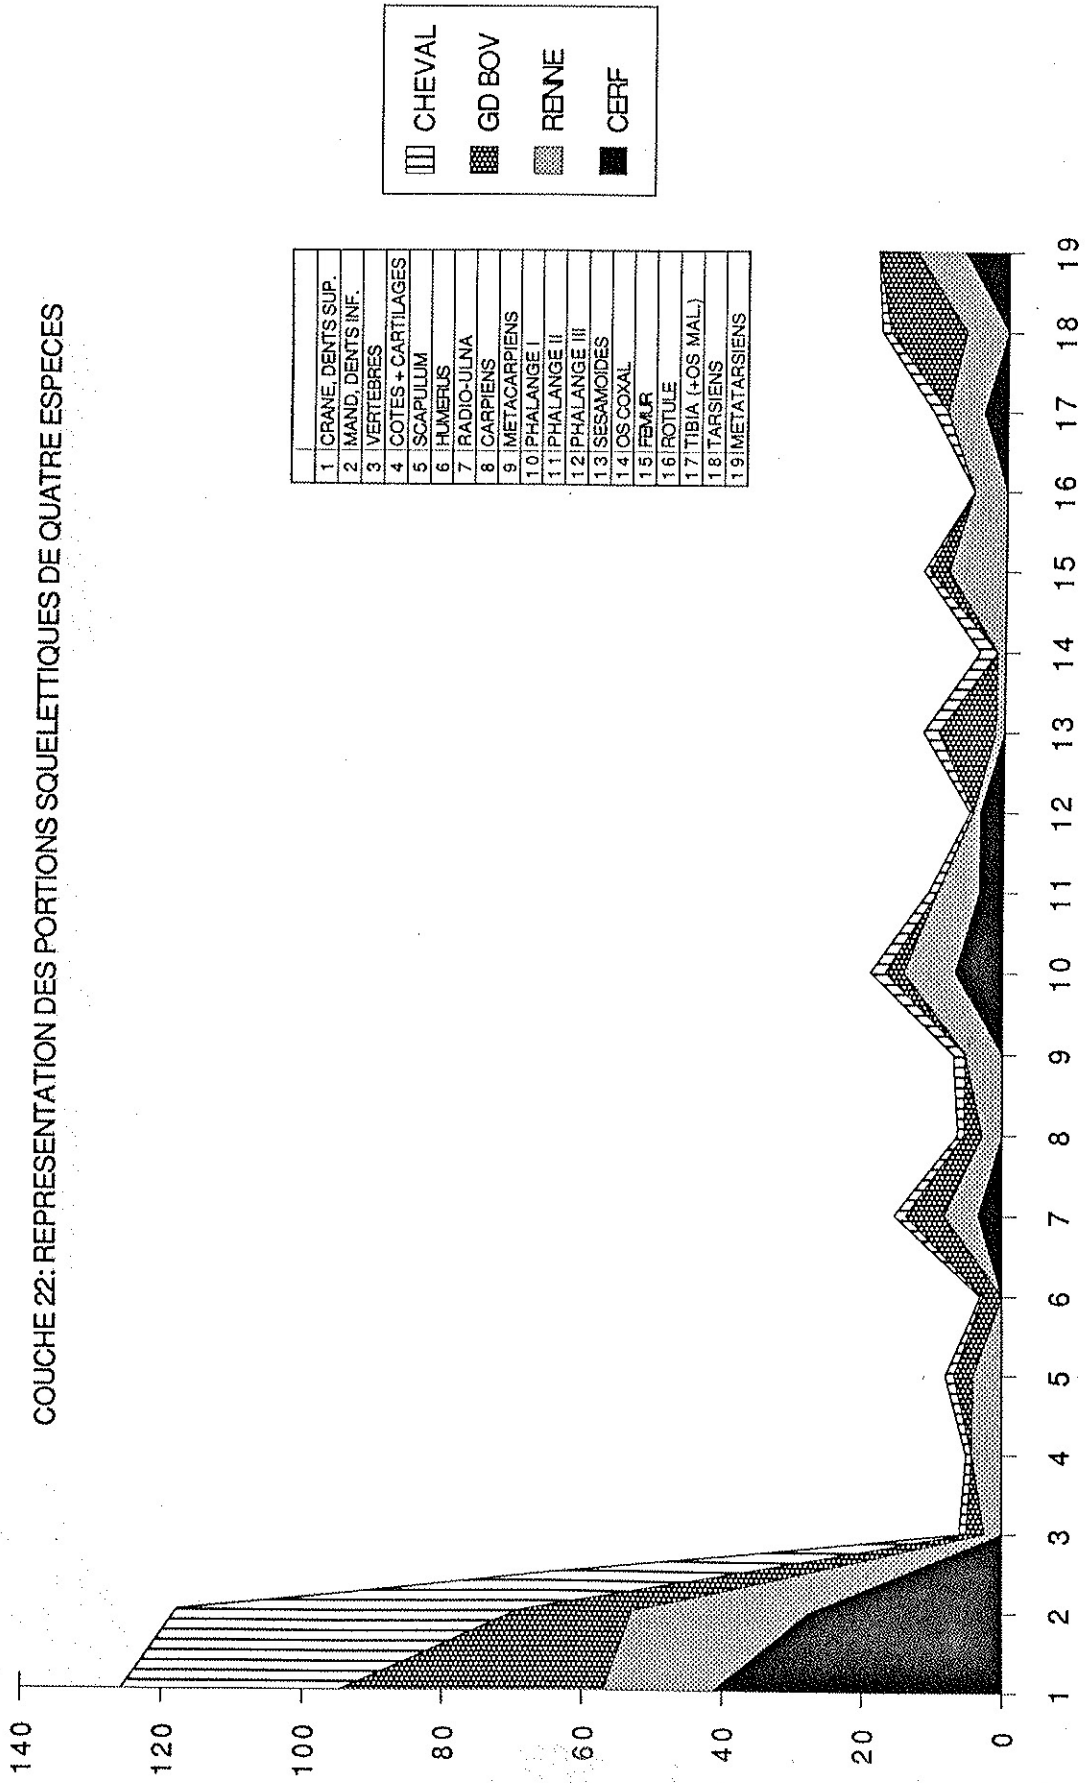 COUCHE 22: REPRESENTATION DES PORTIONS SQUELETTIQUES DE QUATRE ESPECES
140
120
100
80
60
40
20
0
1 2 3 4 5 6 7 8 9 10 11 12 13 14 15 16 17 18 19
1 CRANE, DENTS SUP.
2 MAND, DENTS INF.
3 VERTEBRES
4 COTES + CARTILAGES
5 SCAPULUM
6 HUMERUS
7 RADIO-ULNA
8 CARPIENS
9 METACARPIENS
10 PHALANGE I
11 PHALANGE II
12 PHALANGE III
13 SESAMOIDES
14 OS COXAL
15 FEMUR
16 ROTULE
17 TIBIA (+OS MAL.)
18 TARSIENS
19 METATARSIENS
CHEVAL
GD BOV
RENNE
CERF